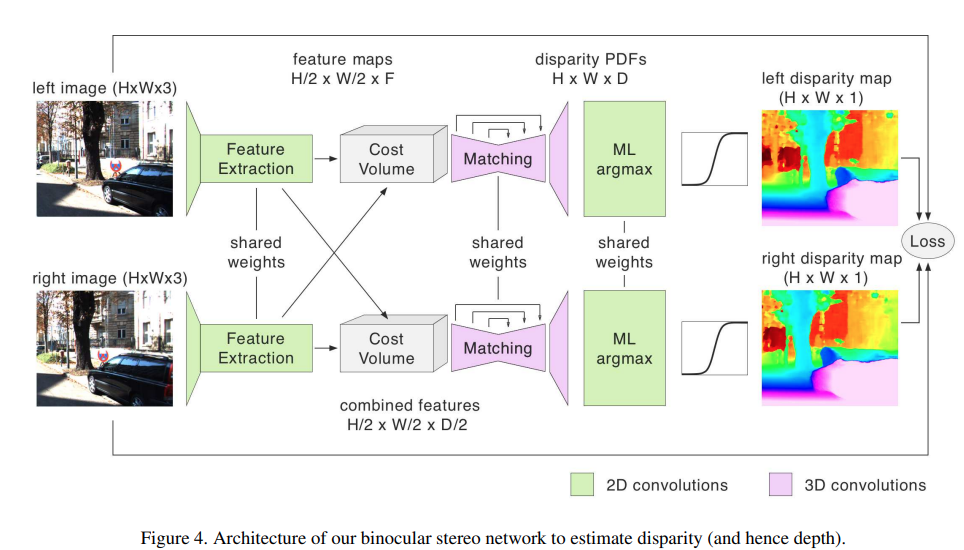 feature maps
H/2 x W/2 x F
disparity PDFs
H x W x D
left image (HxWx3)
left disparity map
(H x W x 1)
Feature
Extraction
Cost
Volume
Matching
ML
argmax
shared
weights
shared
weights
shared
weights
Loss
right image (HxWx3)
right disparity map
(H x W x 1)
Feature
Extraction
Cost
Volume
Matching
ML
argmax
combined features
H/2 x W/2 x D/2
2D convolutions
3D convolutions
Figure 4. Architecture of our binocular stereo network to estimate disparity (and hence depth).